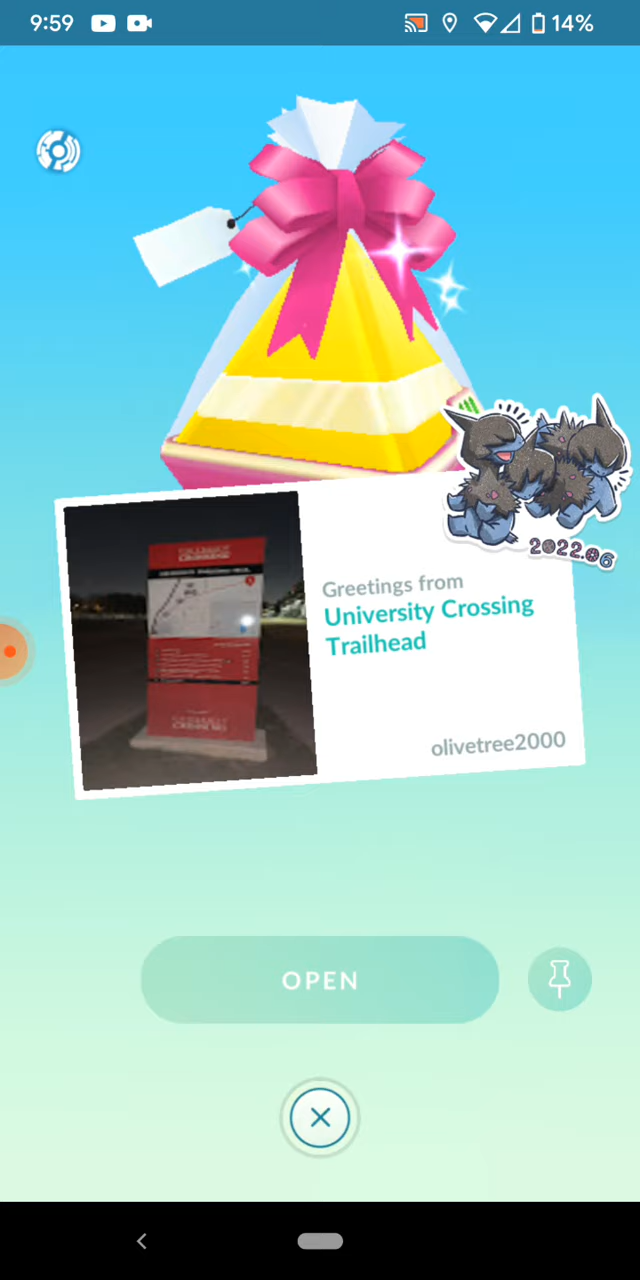 9:59
14%
2022.06
Greetings from
University Crossing
Trailhead
olivetree2000
OPEN